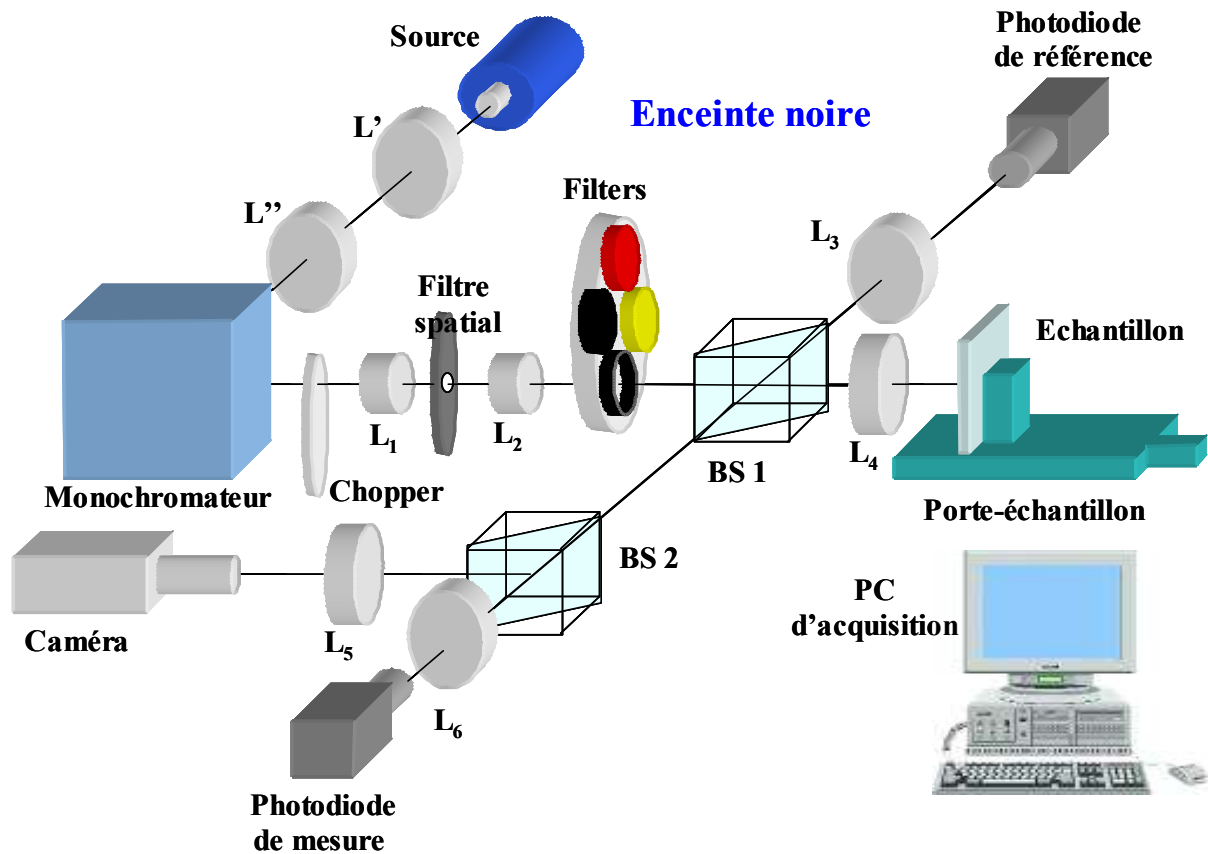 Source
Photodiode
de référence
L’
Enceinte noire
L’’
Filters
L3
Filtre
spatial
Echantillon
L1
L2
L4
BS 1
Monochromateur
Chopper
Porte-échantillon
BS 2
PC
d’acquisition
Caméra
L5
L6
Photodiode
de mesure